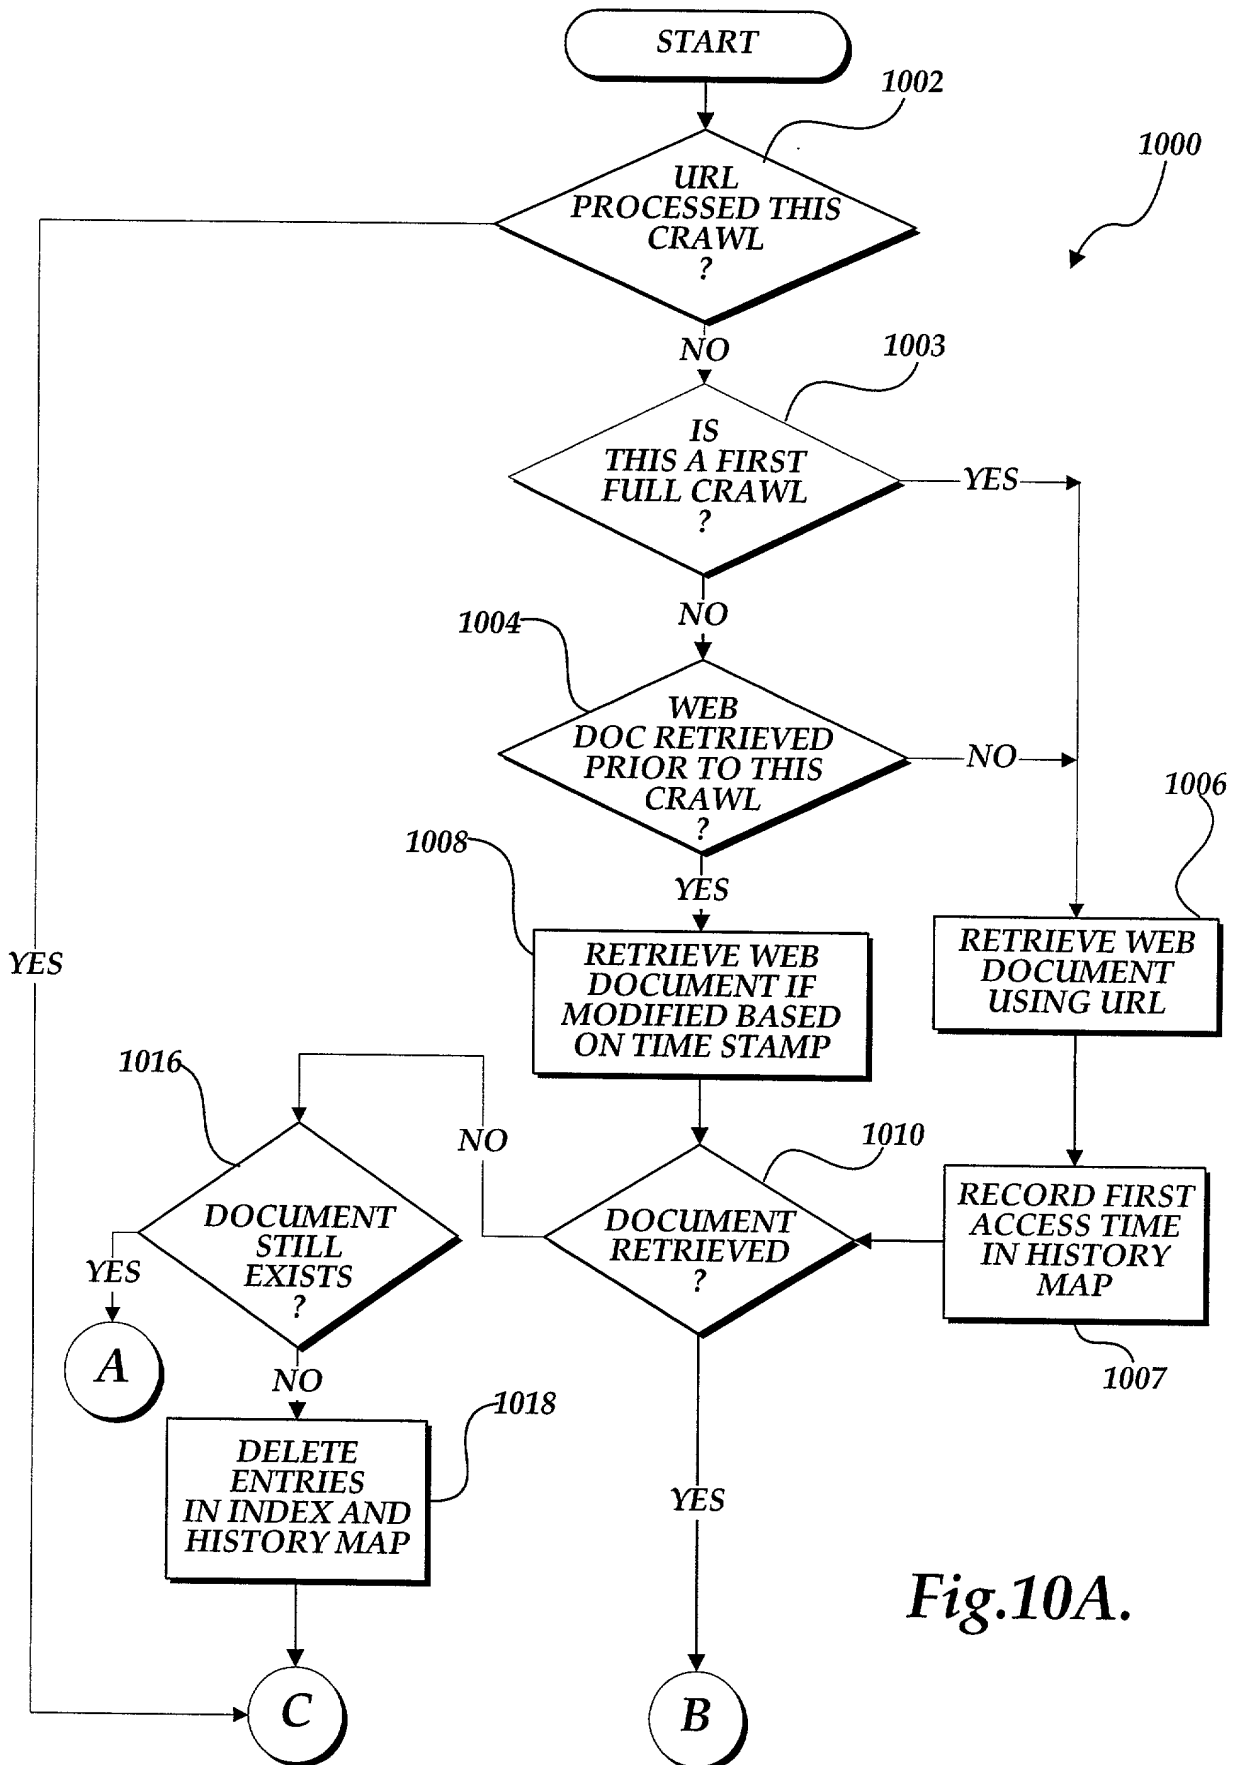 START
1002
1000
URL
PROCESSED THIS
CRAWL
?
NO
1003
IS
THIS A FIRST
FULL CRAWL
?
YES
NO
1004
WEB
DOC RETRIEVED
PRIOR TO THIS
CRAWL
?
NO
1006
1008
YES
RETRIEVE WEB
DOCUMENT IF
MODIFIED BASED
ON TIME STAMP
RETRIEVE WEB
DOCUMENT
USING URL
YES
1016
NO
1010
DOCUMENT
STILL
EXISTS
?
DOCUMENT
RETRIEVED
?
RECORD FIRST
ACCESS TIME
IN HISTORY
MAP
YES
A
NO
1007
1018
DELETE
ENTRIES
IN INDEX AND
HISTORY MAP
YES
Fig.10A.
C
B